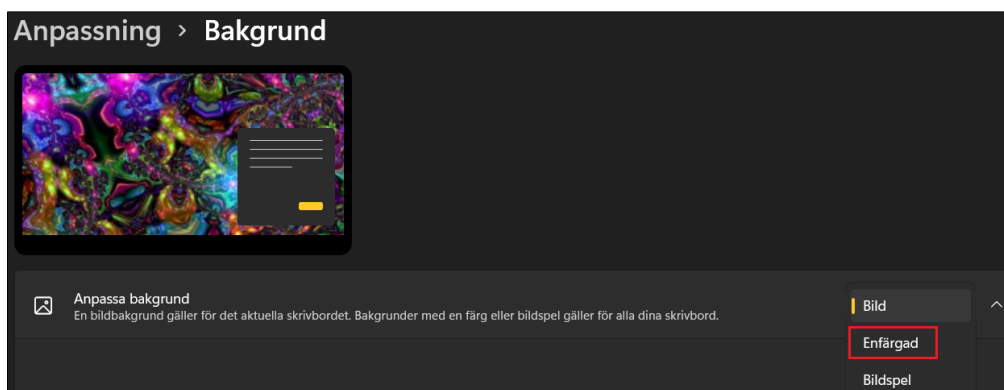 Anpassning > Bakgrund
Anpassa bakgrund
En bildbakgrund gäller för det aktuella skrivbordet. Bakgrunder med en färg eller bildspel gäller för alla dina skrivbord.
Bild
Enfärgad
Bildspel